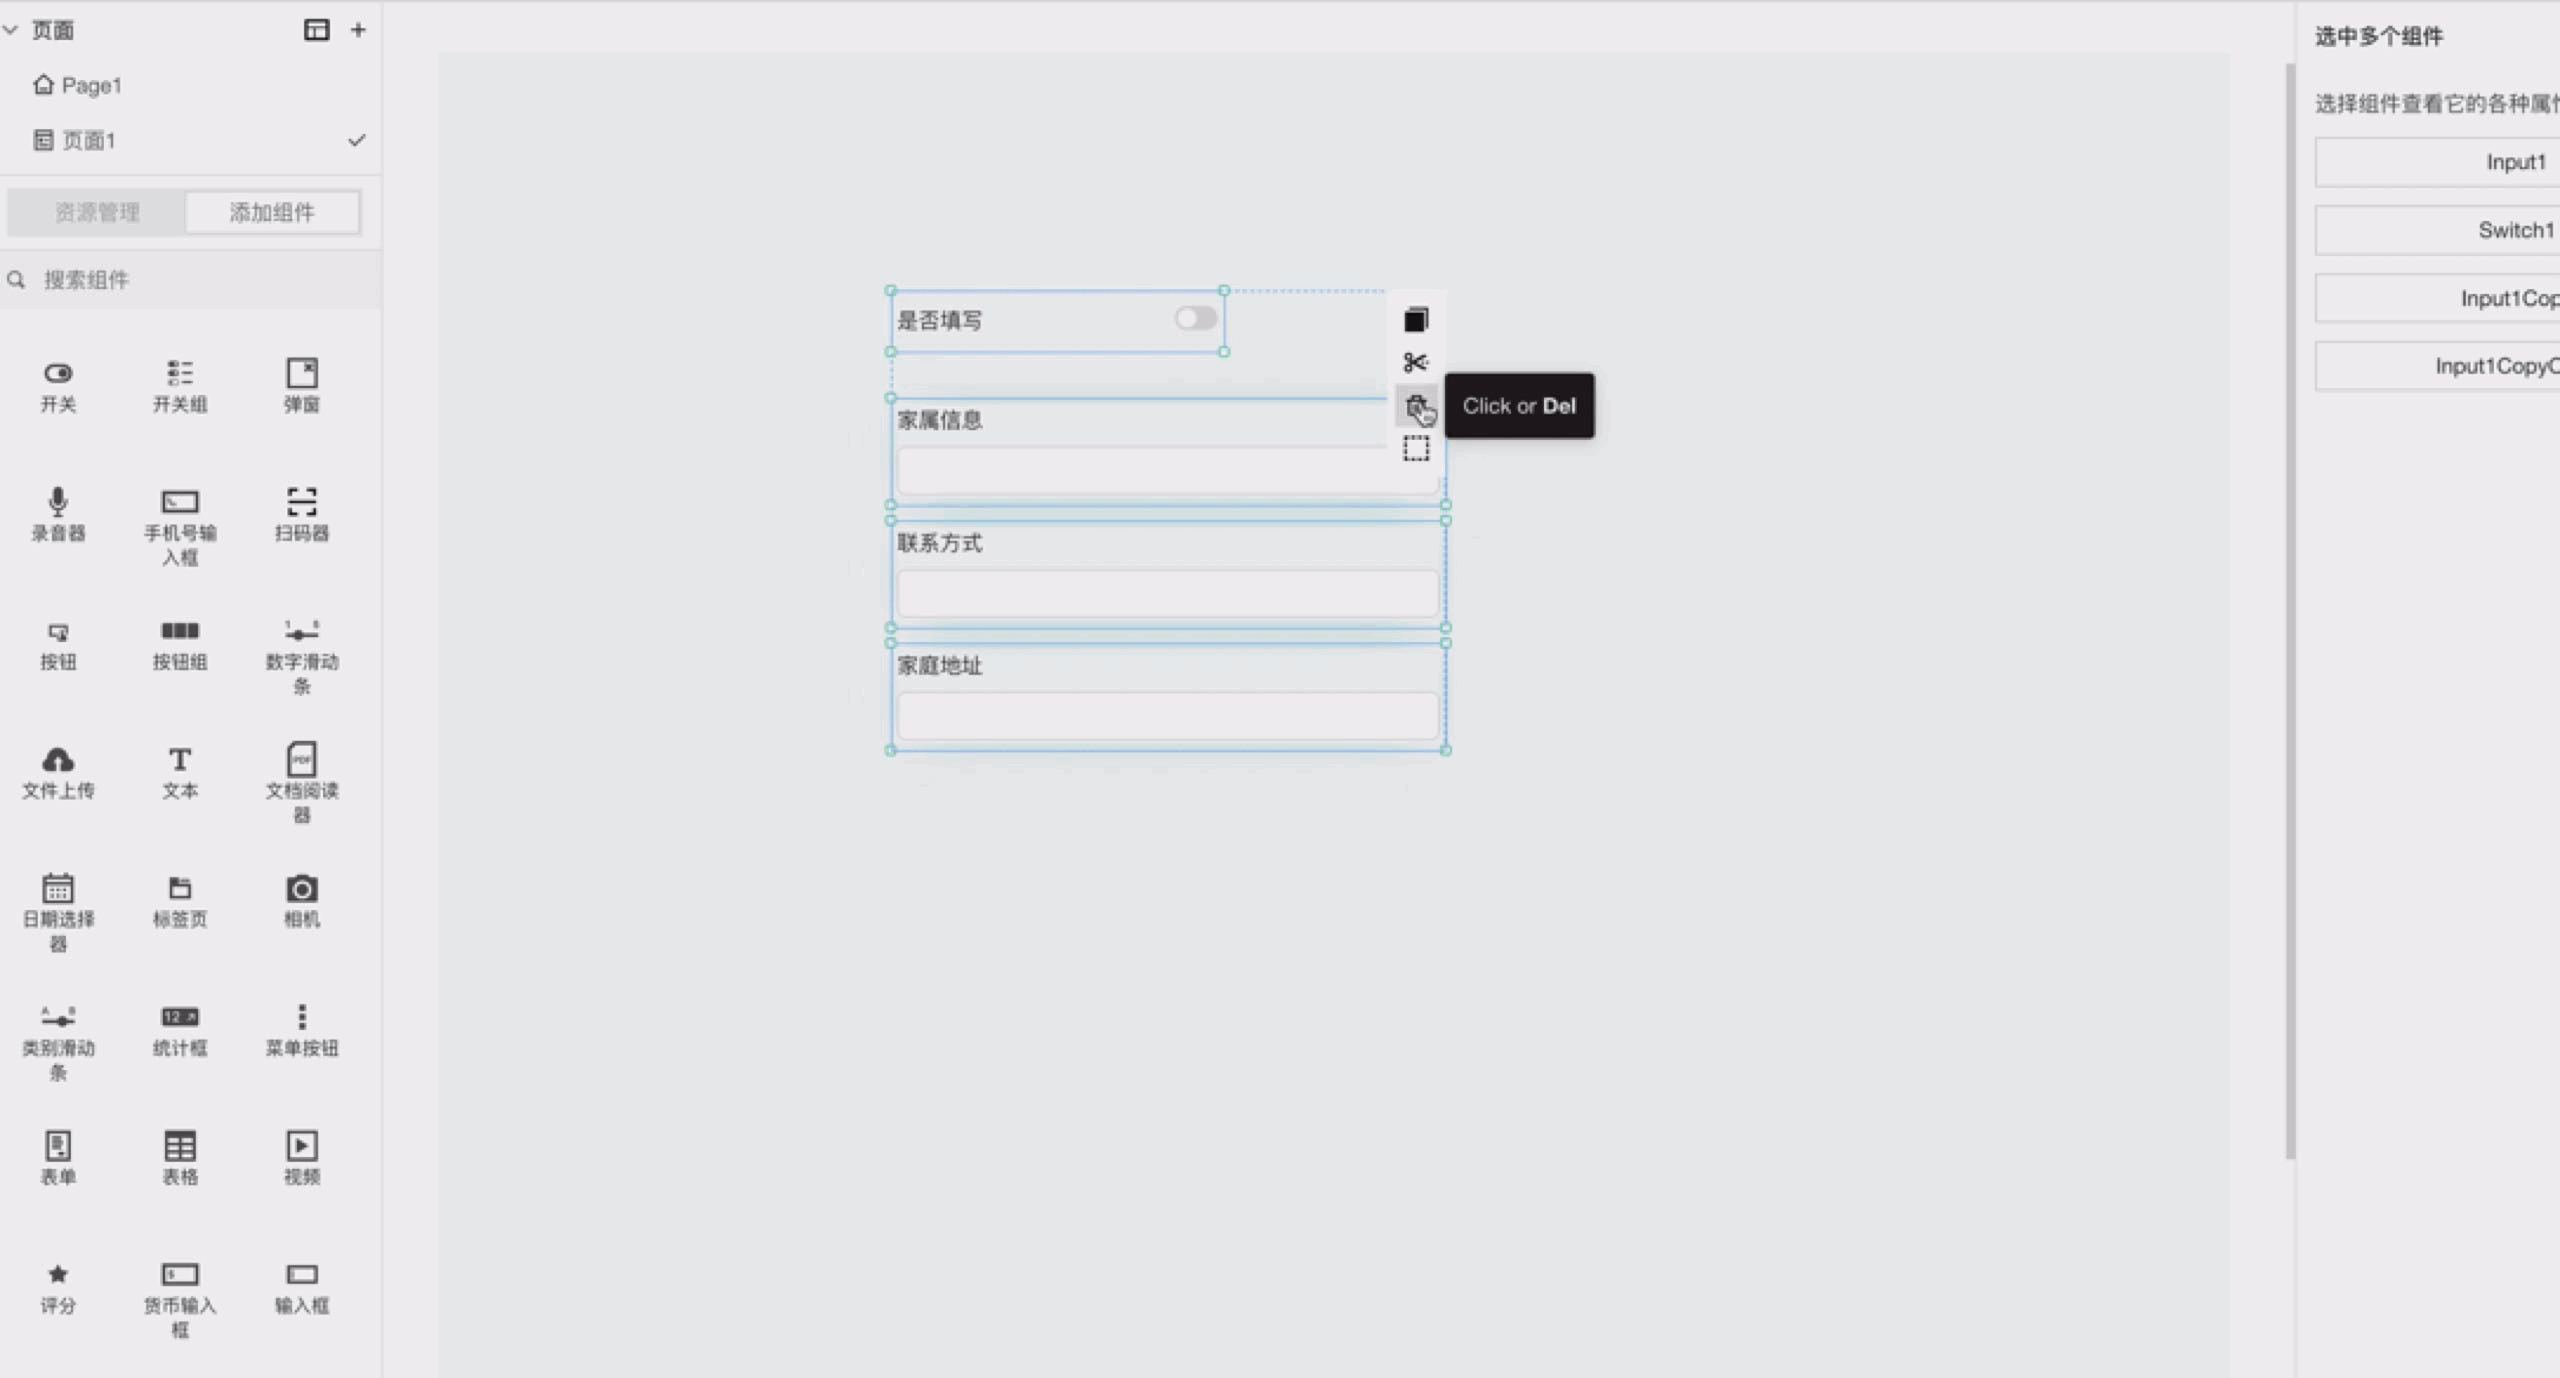 页面
Page1
页面1
资源管理
添加组件
搜索组件
开关
开关组
弹窗
录音器
手机号输
入框
扫码器
按钮
按钮组
数字滑动
条
文件上传
文本
PDF
文档阅读
器
日期选择
器
标签页
相机
A B
类别滑动
条
12
统计框
菜单按钮
表单
表格
视频
评分
货币输入
框
输入框
是否填写
家属信息
联系方式
家庭地址
Click or Del
选中多个组件
选择组件查看它的各种属性
Input1
Switch1
Input1Cop
Input1CopyC